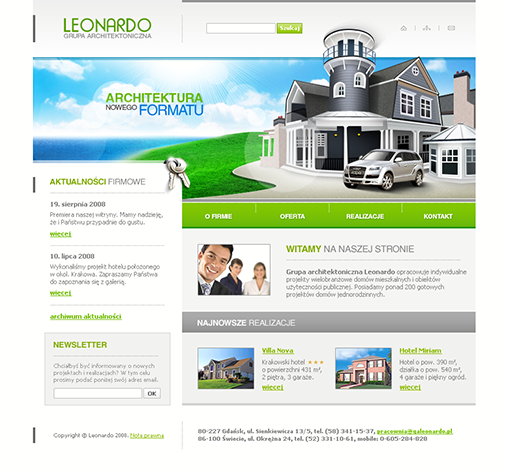 LEONARDO
GRUPA ARCHITEKTONICZNA
Szukaj
ARCHITEKTURA
NOWEGO FORMATU
AKTUALNOŚCI FIRMOWE
19. sierpnia 2008
Premiera naszej witryny. Mamy nadzieję,
że i Państwu przypadnie do gustu.
więcej
10. lipca 2008
Wykonaliśmy projekt hotelu położonego
w okol. Krakowa. Zapraszamy Państwa
do zapoznania się z galerią.
więcej
archiwum aktualności
NEWSLETTER
Chciałbyś być informowany o nowych
projektach i realizacjach? W tym celu
prosimy podać poniżej swój adres email.
OK
O FIRMIE
OFERTA
REALIZACJE
KONTAKT
WITAMY NA NASZEJ STRONIE
Grupa architektoniczna Leonardo opracowuje indywidualne
projekty wielobranżowe domów mieszkalnych i obiektów
użyteczności publicznej. Posiadamy ponad 200 gotowych
projektów domów jednorodzinnych.
NAJNOWSZE REALIZACJE
Villa Nova
Krakowski hotel ★★★
o powierzchni 431 m²,
2 piętra, 3 garaże.
więcej
Hotel Miriam
Hotel o pow. 390 m²,
działka o pow. 540 m²,
4 garaże i piękny ogród.
więcej
Copyright © Leonardo 2008. Nota prawna
80-227 Gdańsk, ul. Sienkiewicza 13/5, tel. (58) 341-15-37, pracownia@galeonardo.pl
86-100 Świecie, ul. Okrężna 24, tel. (52) 331-10-61, mobile: 0-605-284-028